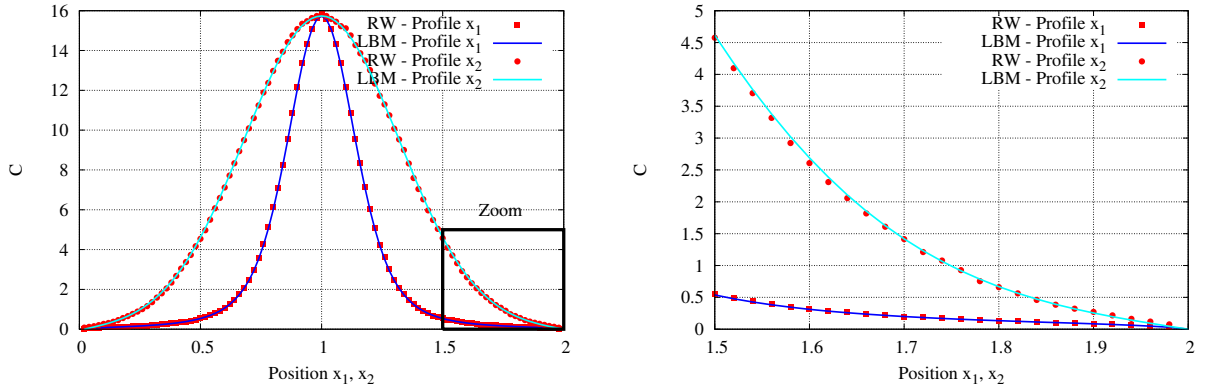 16
14
12
10
8
6
4
2
0
C
0
0.5
1
1.5
2
Position x1, x2
RW - Profile x1
LBM - Profile x1
RW - Profile x2
LBM - Profile x2
Zoom
5
4.5
4
3.5
3
2.5
2
1.5
1
0.5
0
C
1.5
1.6
1.7
1.8
1.9
2
Position x1, x2
RW - Profile x1
LBM - Profile x1
RW - Profile x2
LBM - Profile x2